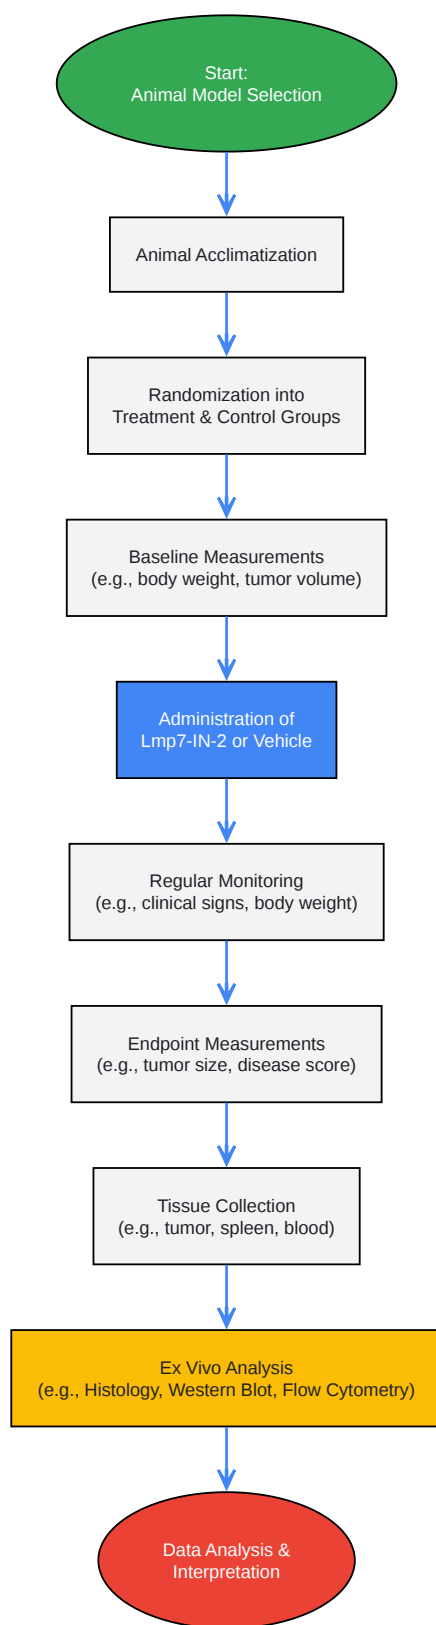 Start:
Animal Model Selection
Animal Acclimatization
Randomization into
Treatment & Control Groups
Baseline Measurements
(e.g., body weight, tumor volume)
Administration of
Lmp7-IN-2 or Vehicle
Regular Monitoring
(e.g., clinical signs, body weight)
Endpoint Measurements
(e.g., tumor size, disease score)
Tissue Collection
(e.g., tumor, spleen, blood)
Ex Vivo Analysis
(e.g., Histology, Western Blot, Flow Cytometry)
Data Analysis &
Interpretation